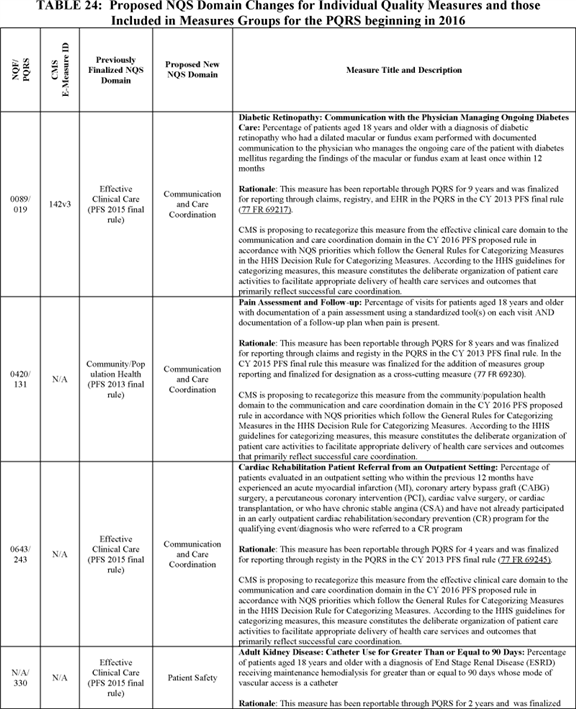 TABLE 24: Proposed NQS Domain Changes for Individual Quality Measures and those
Included in Measures Groups for the PQRS beginning in 2016
NQF/
PQRS
CMS
E-Measure ID
Previously
Finalized NQS
Domain
Proposed New
NQS Domain
Measure Title and Description
0089/
019
142v3
Effective
Clinical Care
(PFS 2015 final
rule)
Communication
and Care
Coordination
Diabetic Retinopathy: Communication with the Physician Managing Ongoing Diabetes
Care: Percentage of patients aged 18 years and older with a diagnosis of diabetic
retinopathy who had a dilated macular or fundus exam performed with documented
communication to the physician who manages the ongoing care of the patient with diabetes
mellitus regarding the findings of the macular or fundus exam at least once within 12
months
Rationale: This measure has been reportable through PQRS for 9 years and was finalized
for reporting through claims, registry, and EHR in the PQRS in the CY 2013 PFS final rule
(77 FR 69217).
CMS is proposing to recategorize this measure from the effective clinical care domain to the
communication and care coordination domain in the CY 2016 PFS proposed rule in
accordance with NQS priorities which follow the General Rules for Categorizing Measures
in the HHS Decision Rule for Categorizing Measures. According to the HHS guidelines for
categorizing measures, this measure constitutes the deliberate organization of patient care
activities to facilitate appropriate delivery of health care services and outcomes that
primarily reflect successful care coordination.
0420/
131
N/A
Community/Pop
ulation Health
(PFS 2013 final
rule)
Communication
and Care
Coordination
Pain Assessment and Follow-up: Percentage of visits for patients aged 18 years and older
with documentation of a pain assessment using a standardized tool(s) on each visit AND
documentation of a follow-up plan when pain is present.
Rationale: This measure has been reportable through PQRS for 8 years and was finalized
for reporting through claims and registy in the PQRS in the CY 2013 PFS final rule. In the
CY 2015 PFS final rule this measure was finalized for the addition of measures group
reporting and finalized for designation as a cross-cutting measure (77 FR 69230).
CMS is proposing to recategorize this measure from the community/population health
domain to the communication and care coordination domain in the CY 2016 PFS proposed
rule in accordance with NQS priorities which follow the General Rules for Categorizing
Measures in the HHS Decision Rule for Categorizing Measures. According to the HHS
guidelines for categorizing measures, this measure constitutes the deliberate organization of
patient care activities to facilitate appropriate delivery of health care services and outcomes
that primarily reflect successful care coordination.
0643/
243
N/A
Effective
Clinical Care
(PFS 2015 final
rule)
Communication
and Care
Coordination
Cardiac Rehabilitation Patient Referral from an Outpatient Setting: Percentage of
patients evaluated in an outpatient setting who within the previous 12 months have
experienced an acute myocardial infarction (MI), coronary artery bypass graft (CABG)
surgery, a percutaneous coronary intervention (PCI), cardiac valve surgery, or cardiac
transplantation, or who have chronic stable angina (CSA) and have not already participated
in an early outpatient cardiac rehabilitation/secondary prevention (CR) program for the
qualifying event/diagnosis who were referred to a CR program
Rationale: This measure has been reportable through PQRS for 4 years and was finalized
for reporting through registy in the PQRS in the CY 2013 PFS final rule (77 FR 69245).
CMS is proposing to recategorize this measure from the effective clinical care domain to the
communication and care coordination domain in the CY 2016 PFS proposed rule in
accordance with NQS priorities which follow the General Rules for Categorizing Measures
in the HHS Decision Rule for Categorizing Measures. According to the HHS guidelines for
categorizing measures, this measure constitutes the deliberate organization of patient care
activities to facilitate appropriate delivery of health care services and outcomes that
primarily reflect successful care coordination.
N/A/
330
N/A
Effective
Clinical Care
(PFS 2015 final
rule)
Patient Safety
Adult Kidney Disease: Catheter Use for Greater Than or Equal to 90 Days: Percentage
of patients aged 18 years and older with a diagnosis of End Stage Renal Disease (ESRD)
receiving maintenance hemodialysis for greater than or equal to 90 days whose mode of
vascular access is a catheter
Rationale: This measure has been reportable through PQRS for 2 years and was finalized